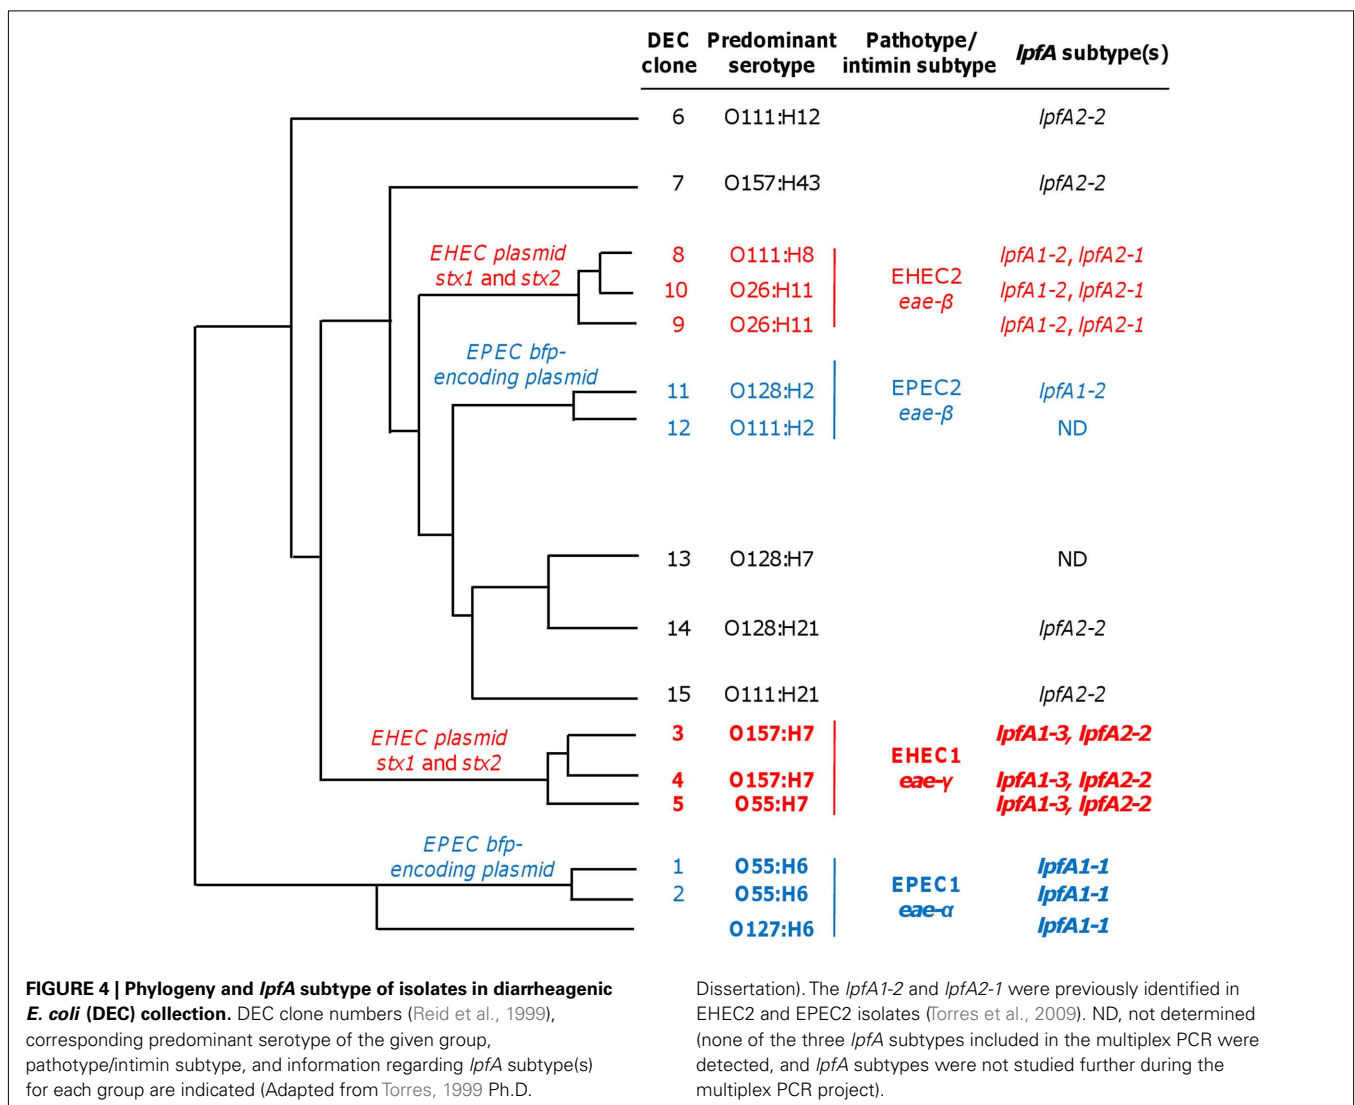 DEC Predominant Pathotype/ lpfA subtype(s)
clone serotype intimin subtype
6 O111:H12 lpfA2-2
7 O157:H43 lpfA2-2
EHEC plasmid
stx1 and stx2
8 O111:H8 lpfA1-2, lpfA2-1
10 O26:H11 lpfA1-2, lpfA2-1
9 O26:H11 lpfA1-2, lpfA2-1
EHEC2
eae-β
EPEC bfp-
encoding plasmid
11 O128:H2 lpfA1-2
12 O111:H2 ND
EPEC2
eae-β
13 O128:H7 ND
14 O128:H21 lpfA2-2
15 O111:H21 lpfA2-2
EHEC plasmid
stx1 and stx2
3 O157:H7 lpfA1-3, lpfA2-2
4 O157:H7 lpfA1-3, lpfA2-2
5 O55:H7 lpfA1-3, lpfA2-2
EHEC1
eae-γ
EPEC bfp-
encoding plasmid
1 O55:H6 lpfA1-1
2 O55:H6 lpfA1-1
O127:H6 lpfA1-1
EPEC1
eae-α
FIGURE 4 | Phylogeny and lpfA subtype of isolates in diarrheagenic
E. coli (DEC) collection. DEC clone numbers (Reid et al., 1999),
corresponding predominant serotype of the given group,
pathotype/intimin subtype, and information regarding lpfA subtype(s)
for each group are indicated (Adapted from Torres, 1999 Ph.D.
Dissertation). The lpfA1-2 and lpfA2-1 were previously identified in
EHEC2 and EPEC2 isolates (Torres et al., 2009). ND, not determined
(none of the three lpfA subtypes included in the multiplex PCR were
detected, and lpfA subtypes were not studied further during the
multiplex PCR project).